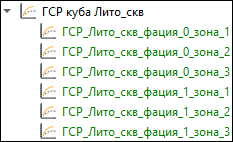 ГСР куба Лито_скв
ГСР_Лито_скв_фация_0_зона_1
ГСР_Лито_скв_фация_0_зона_2
ГСР_Лито_скв_фация_0_зона_3
ГСР_Лито_скв_фация_1_зона_1
ГСР_Лито_скв_фация_1_зона_2
ГСР_Лито_скв_фация_1_зона_3